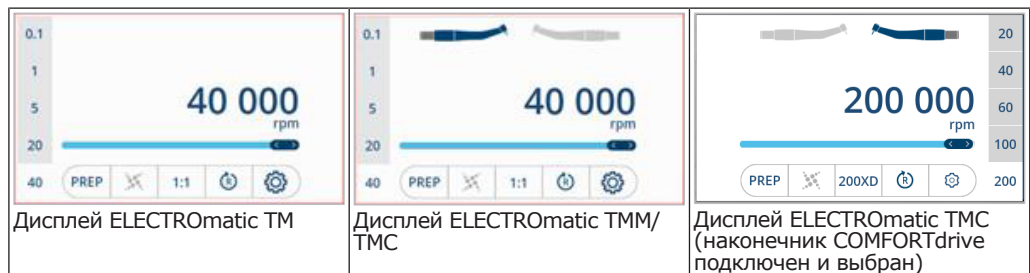 0.1
1
5
20
40
40 000
rpm
PREP
1:1
R
Дисплей ELECTROmatic TM
0.1
1
5
20
40
40 000
rpm
PREP
1:1
R
Дисплей ELECTROmatic TMM/
TMC
200 000
rpm
PREP
200XD
R
20
40
60
100
200
Дисплей ELECTROmatic TMC
(наконечник COMFORTdrive
подключен и выбран)